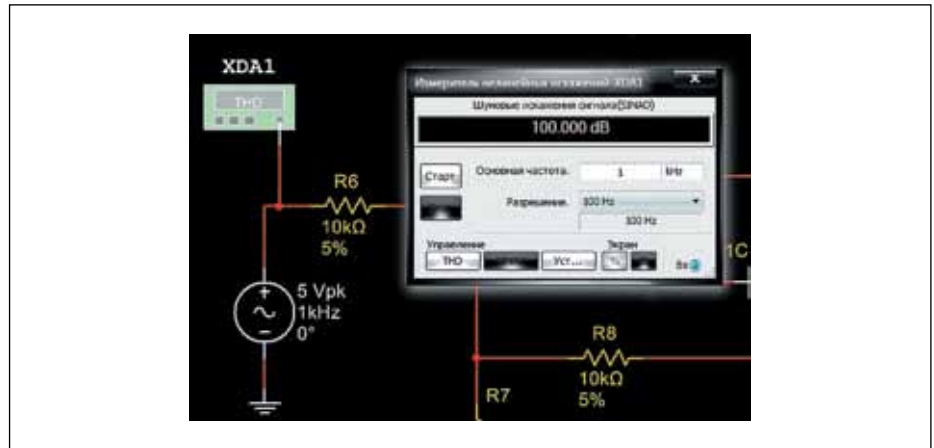 XDA1
THD
Измеритель нелинейных искажений XDA1
x
Шумовые искажения сигнала(SINAD)
100.000 dB
Старт
Основная частота.
1
kHz
Разрешение.
100 Hz
100 Hz
Управление
Экран
THD
Уст...
%
Вх
R6
10kΩ
5%
1C
5 Vpk
1kHz
0°
R8
10kΩ
5%
R7